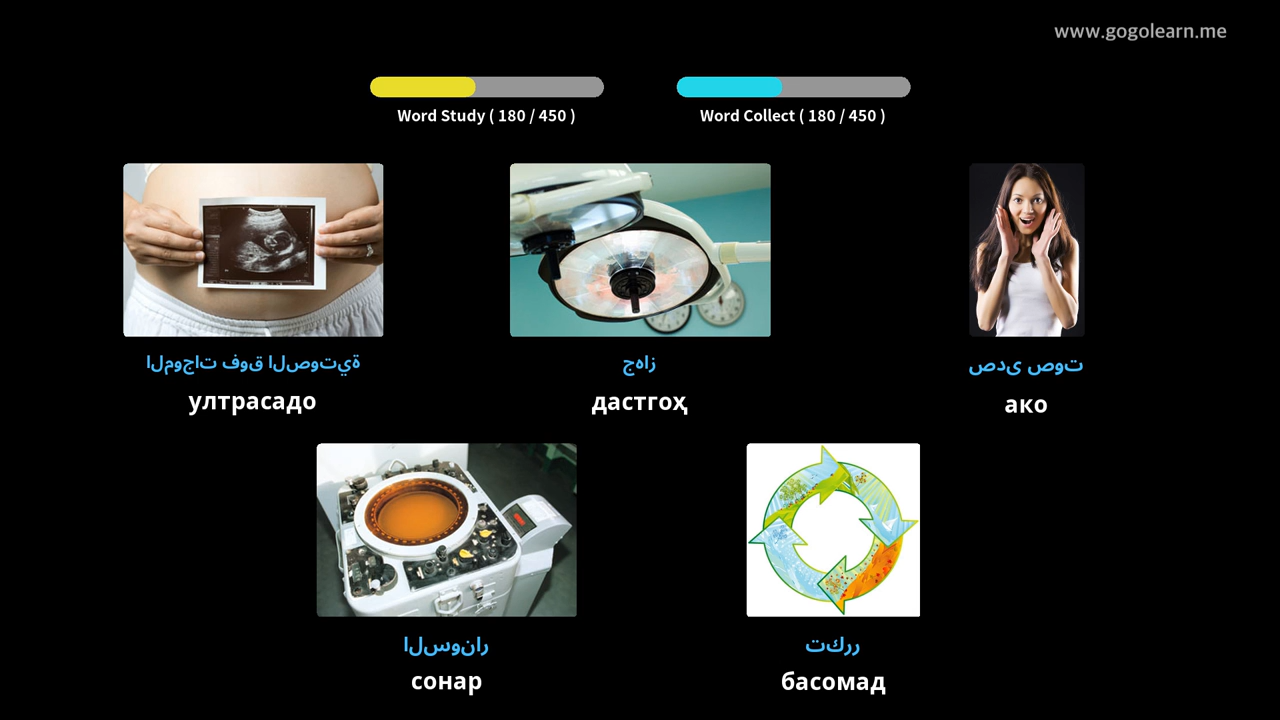 www.gogolearn.me
Word Study ( 180 / 450 )
Word Collect ( 180 / 450 )
الموجات فوق الصوتية
ултрасадо
جهاز
дастгоҳ
صدى صوت
ако
السونار
сонар
تكرر
басомад